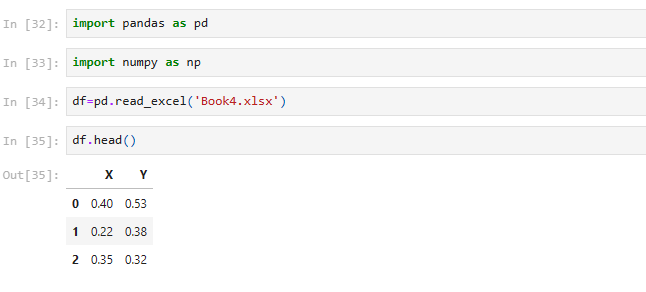 In [32]: import pandas as pd
In [33]: import numpy as np
In [34]: df=pd.read_excel('Book4.xlsx')
In [35]: df.head()
Out[35]: X Y
0 0.40 0.53
1 0.22 0.38
2 0.35 0.32